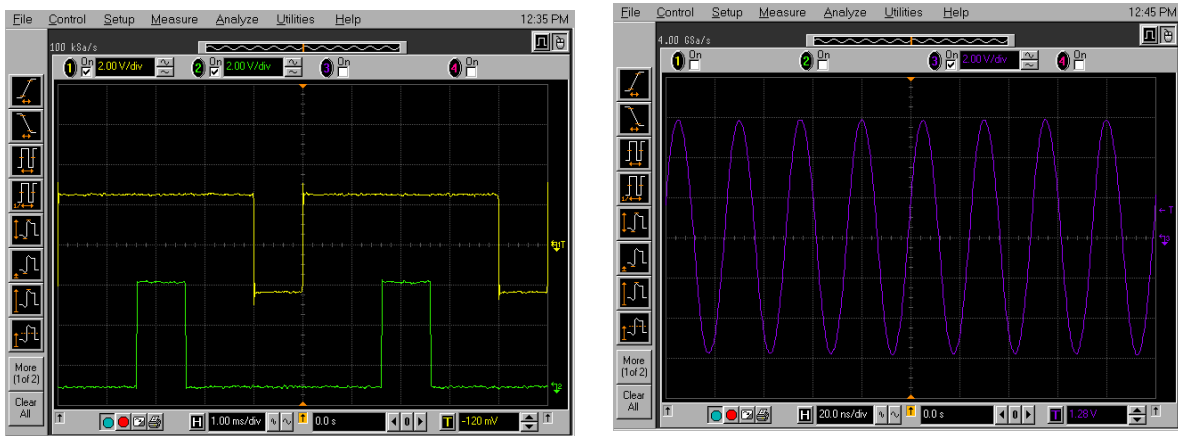 File Control Setup Measure Analyze Utilities Help 12:35 PM
100 kSa/s
1 On 2.00 V/div 2 On 2.00 V/div 3 On 4 On
More
(1of 2)
Clear
All
H 1.00 ms/div 0.0 s 0 T -120 mV
File Control Setup Measure Analyze Utilities Help 12:45 PM
4.00 GSa/s
1 On 2 On 3 On 2.00 V/div 4 On
T
More
(1of 2)
Clear
All
H 20.0 ns/div 0.0 s 0 T 1.28 V